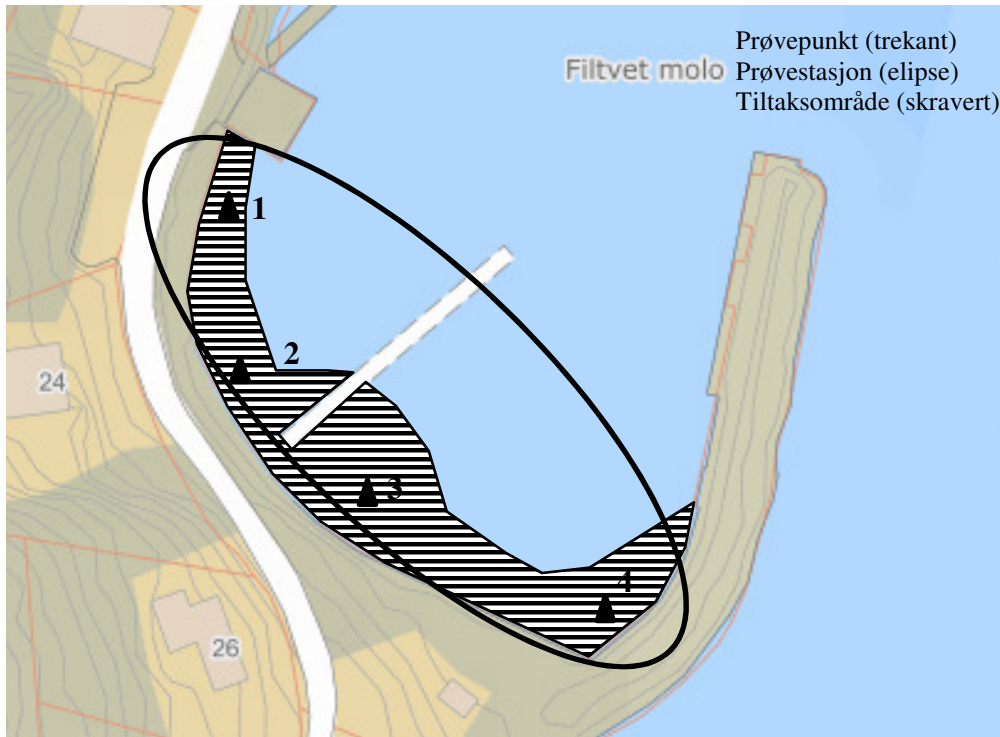 Prøvepunkt (trekant)
Filtvet molo
Prøvestasjon (elipse)
Tiltaksområde (skravert)
1
2
24
3
4
26